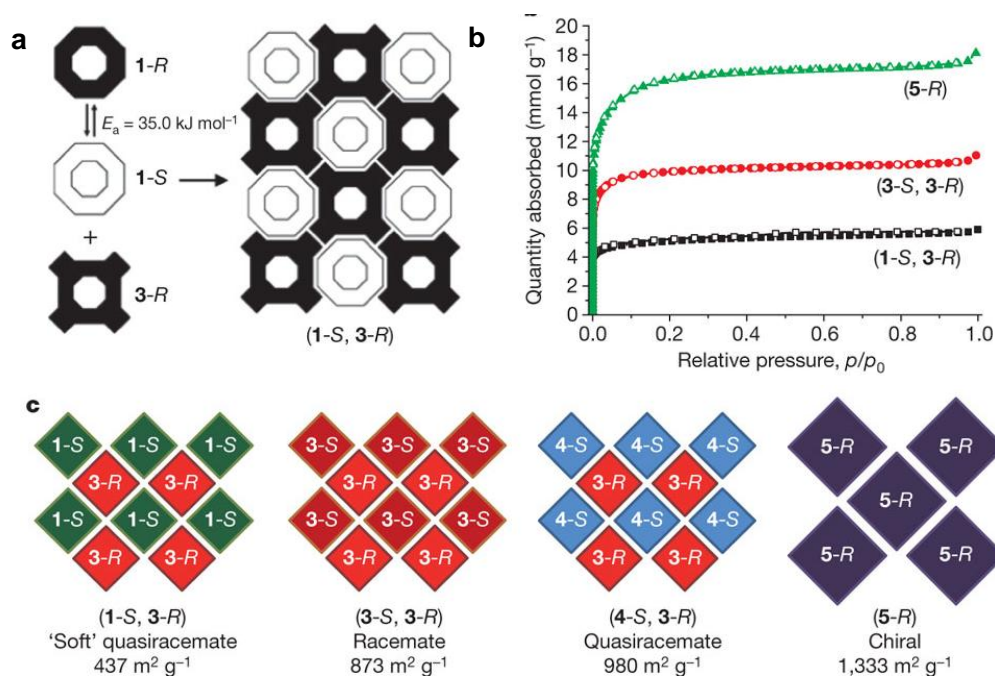 a
1-R
Eₐ = 35.0 kJ mol⁻¹
1-S
+
3-R
(1-S, 3-R)
b
Quantity absorbed (mmol g⁻¹)
18
16
14
12
10
8
6
4
2
0
(5-R)
(3-S, 3-R)
(1-S, 3-R)
0.0 0.2 0.4 0.6 0.8 1.0
Relative pressure, p/p₀
c
1-S 1-S 1-S
3-R 3-R
1-S 1-S 1-S
3-R 3-R
(1-S, 3-R)
'Soft' quasiracemate
437 m² g⁻¹
3-S 3-S 3-S
3-R 3-R
3-S 3-S 3-S
3-R 3-R
(3-S, 3-R)
Racemate
873 m² g⁻¹
4-S 4-S 4-S
3-R 3-R
4-S 4-S 4-S
3-R 3-R
(4-S, 3-R)
Quasiracemate
980 m² g⁻¹
5-R 5-R
5-R
5-R 5-R
(5-R)
Chiral
1,333 m² g⁻¹